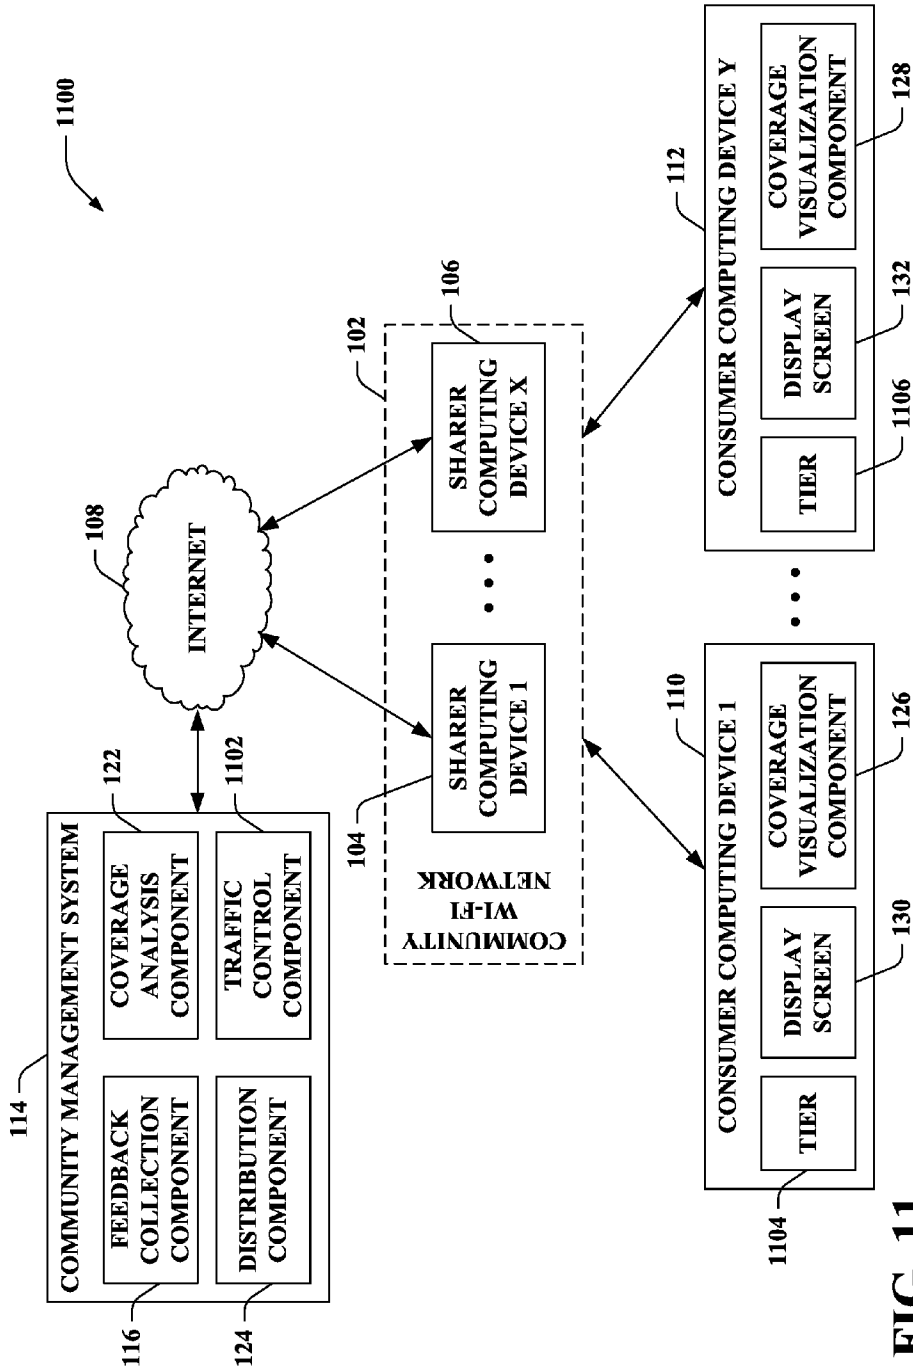 1100
114
COMMUNITY MANAGEMENT SYSTEM
FEEDBACK
COLLECTION
COMPONENT
116
COVERAGE
ANALYSIS
COMPONENT
122
DISTRIBUTION
COMPONENT
124
TRAFFIC
CONTROL
COMPONENT
1102
108
INTERNET
102
COMMUNITY
WI-FI
NETWORK
104
SHARER
COMPUTING
DEVICE 1
106
SHARER
COMPUTING
DEVICE X
110
CONSUMER COMPUTING DEVICE 1
TIER
1104
DISPLAY
SCREEN
130
COVERAGE
VISUALIZATION
COMPONENT
126
112
CONSUMER COMPUTING DEVICE Y
TIER
1106
DISPLAY
SCREEN
132
COVERAGE
VISUALIZATION
COMPONENT
128
FIG. 11